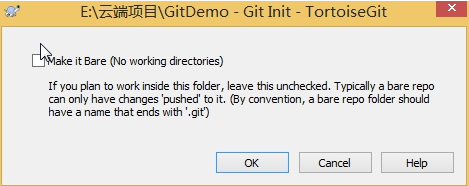 E:\云端项目\GitDemo - Git Init - TortoiseGit
Make it Bare (No working directories)
If you plan to work inside this folder, leave this unchecked. Typically a bare repo
can only have changes 'pushed' to it. (By convention, a bare repo folder should
have a name that ends with '.git')
OK Cancel Help